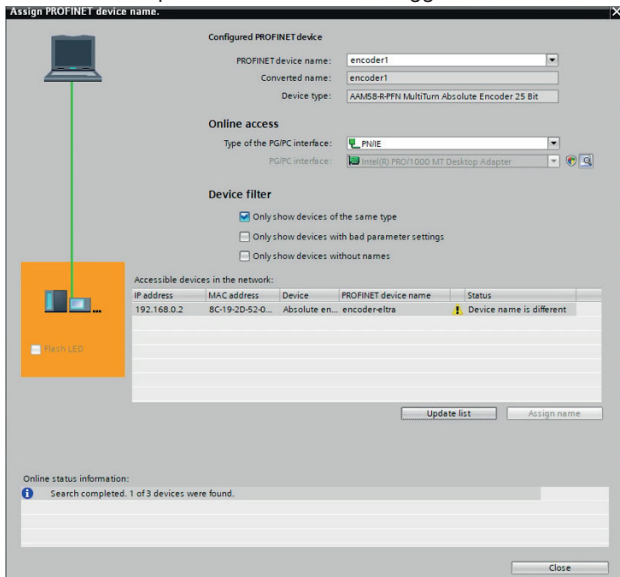 Assign PROFINET device name.
Configured PROFINET device
PROFINET device name: encoder1
Converted name: encoder1
Device type: AAM58-R-PFN MultiTurn Absolute Encoder 25 Bit
Online access
Type of the PG/PC interface: PN/IE
PG/PC interface: Intel(R) PRO/1000 MT Desktop Adapter
Device filter
Only show devices of the same type
Only show devices with bad parameter settings
Only show devices without names
Accessible devices in the network:
IP address MAC address Device PROFINET device name Status
192.168.0.2 8C-19-2D-52-0... Absolute en... encoder-eltra Device name is different
Flash LED
Update list Assign name
Online status information:
Search completed. 1 of 3 devices were found.
Close